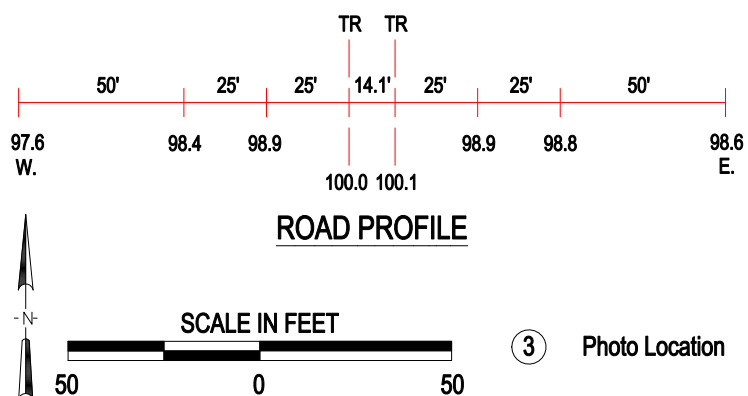 TR TR
50' 25' 25' 14.1' 25' 25' 50'
97.6 98.4 98.9 98.9 98.8 98.6
W. E.
100.0 100.1
ROAD PROFILE
-N-
SCALE IN FEET
3 Photo Location
50 0 50